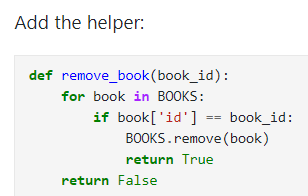 Add the helper:
def remove_book(book_id):
    for book in BOOKS:
        if book['id'] == book_id:
            BOOKS.remove(book)
            return True
    return False